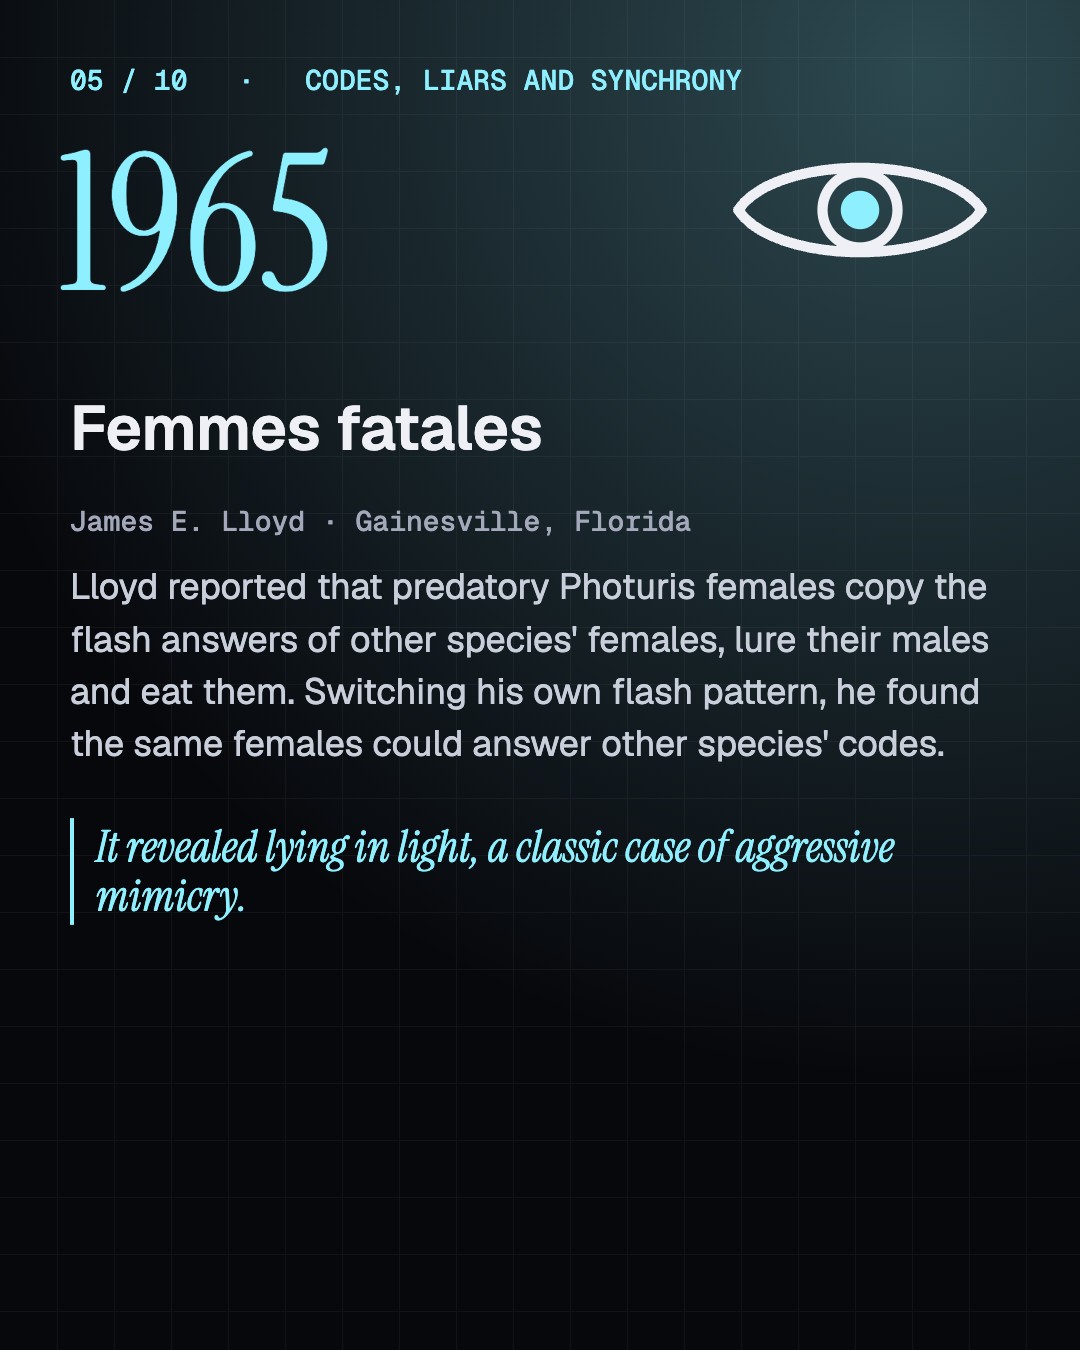 05 / 10 · CODES, LIARS AND SYNCHRONY
1965
Femmes fatales
James E. Lloyd · Gainesville, Florida
Lloyd reported that predatory Photuris females copy the
flash answers of other species' females, lure their males
and eat them. Switching his own flash pattern, he found
the same females could answer other species' codes.
It revealed lying in light, a classic case of aggressive
mimicry.